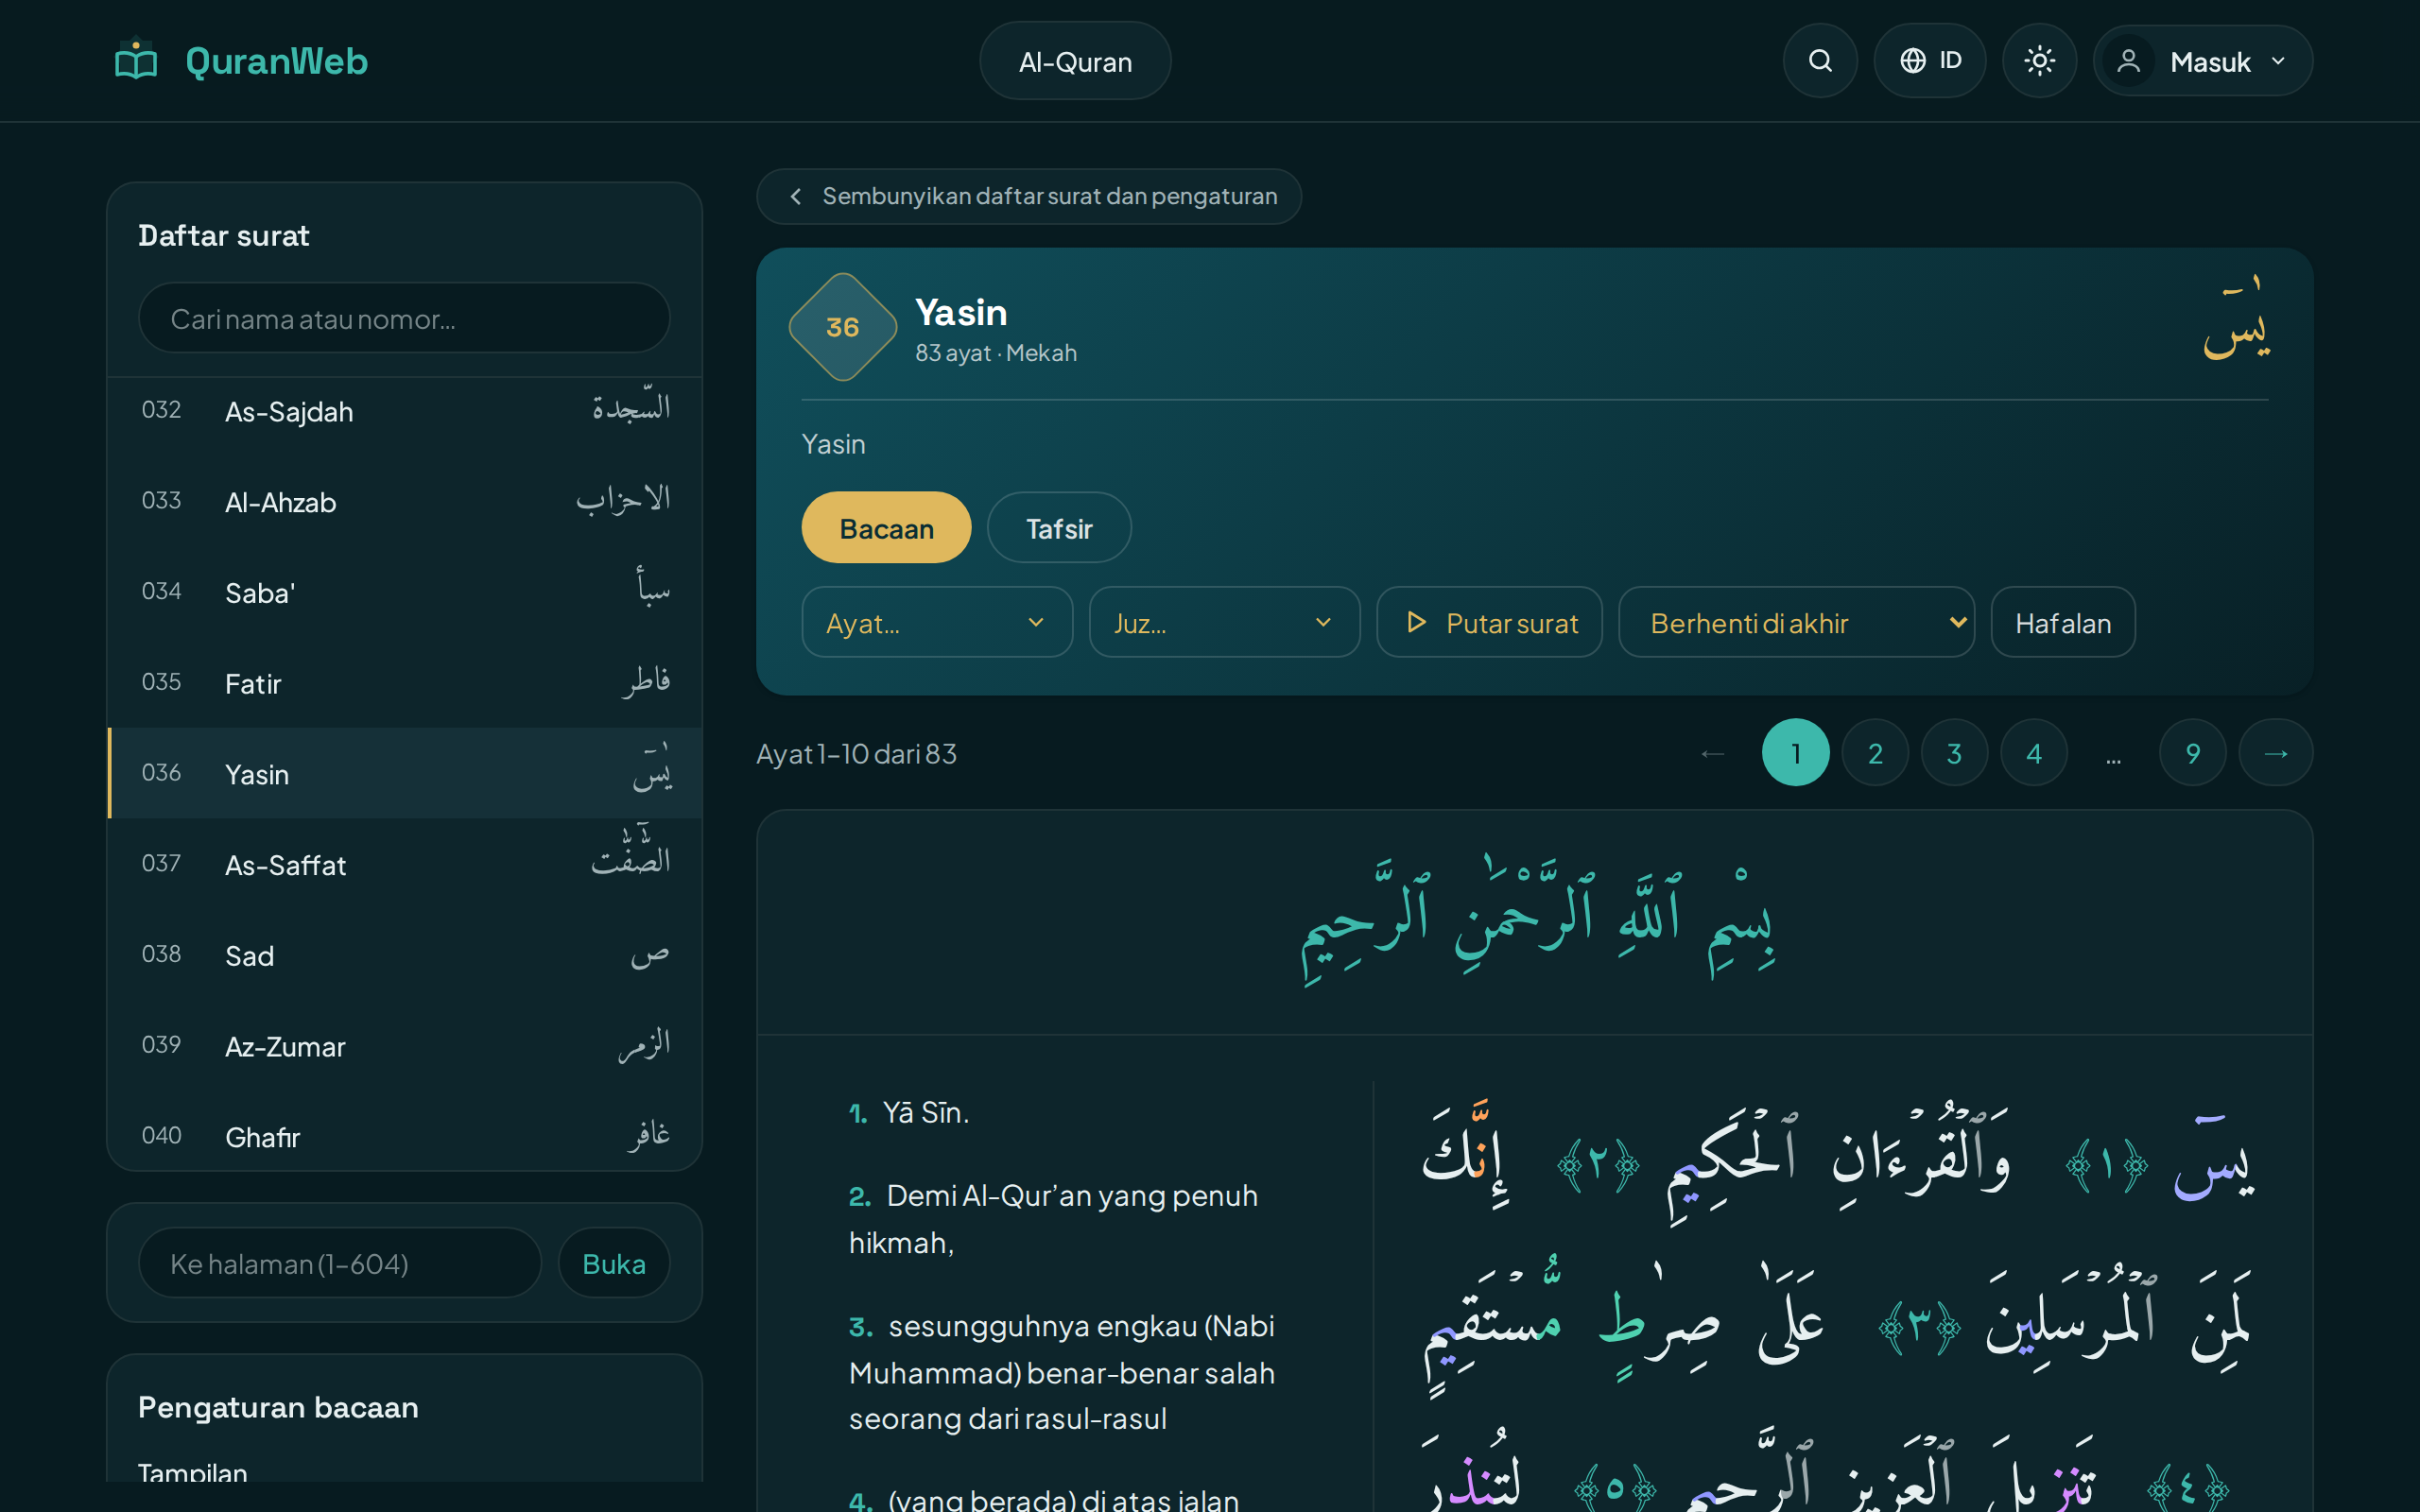 QuranWeb
Al-Quran
ID
Masuk
Daftar surat
Cari nama atau nomor...
032 As-Sajdah السّجدة
033 Al-Ahzab الاحزاب
034 Saba' سبأ
035 Fatir فاطر
036 Yasin يٰسۤ
037 As-Saffat الصّٰۤفّٰت
038 Sad ص
039 Az-Zumar الزمر
040 Ghafir غافر
Ke halaman (1-604) Buka
Pengaturan bacaan
Tampilan
Sembunyikan daftar surat dan pengaturan
36
Yasin
83 ayat · Mekah
يٰسۤ
Yasin
Bacaan Tafsir
Ayat... Juz... Putar surat Berhenti di akhir Hafalan
Ayat 1–10 dari 83
← 1 2 3 4 ... 9 →
بِسْمِ ٱللَّهِ ٱلرَّحْمَٰنِ ٱلرَّحِيمِ
1. Yā Sīn.
2. Demi Al-Qur’an yang penuh
hikmah,
3. sesungguhnya engkau (Nabi
Muhammad) benar-benar salah
seorang dari rasul-rasul
4. (yang berada) di atas jalan
يسٓ ﴿١﴾ وَٱلْقُرْءَانِ ٱلْحَكِيمِ ﴿٢﴾ إِنَّكَ
لَمِنَ ٱلْمُرْسَلِينَ ﴿٣﴾ عَلَىٰ صِرَٰطٍ مُّسْتَقِيمٍ
﴿٤﴾ تَنزِيلَ ٱلْعَزِيزِ ٱلرَّحِيمِ ﴿٥﴾ لِتُنذِرَ